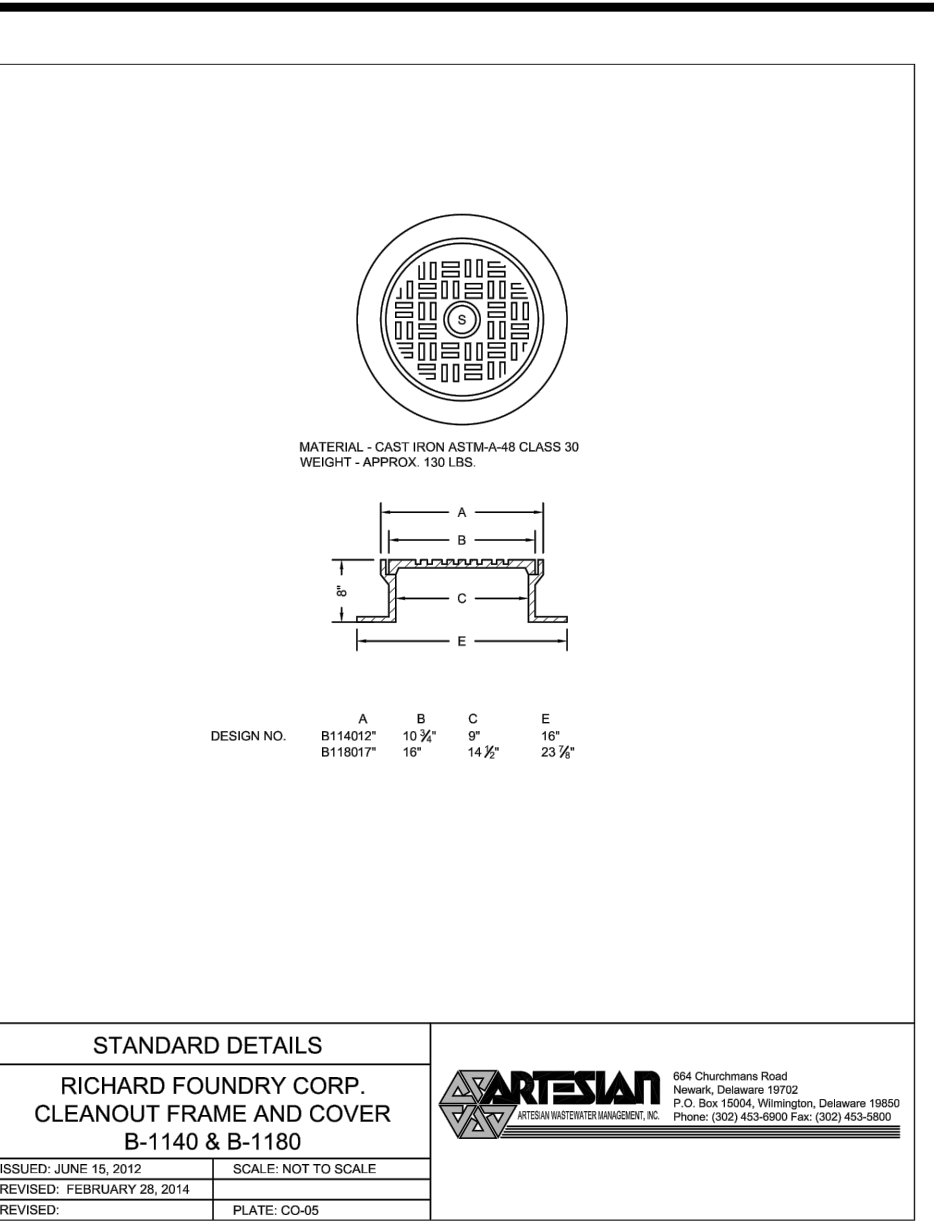 S
MATERIAL - CAST IRON ASTM-A-48 CLASS 30
WEIGHT - APPROX. 130 LBS.
A
B
8"
C
E
A B C E
DESIGN NO. B114012" 10 3⁄4" 9" 16"
B118017" 16" 14 1⁄2" 23 7⁄8"
STANDARD DETAILS
RICHARD FOUNDRY CORP.
CLEANOUT FRAME AND COVER
B-1140 & B-1180
ISSUED: JUNE 15, 2012 SCALE: NOT TO SCALE
REVISED: FEBRUARY 28, 2014
REVISED: PLATE: CO-05
ARTESIAN
ARTESIAN WASTEWATER MANAGEMENT, INC.
664 Churchmans Road
Newark, Delaware 19702
P.O. Box 15004, Wilmington, Delaware 19850
Phone: (302) 453-6900 Fax: (302) 453-5800